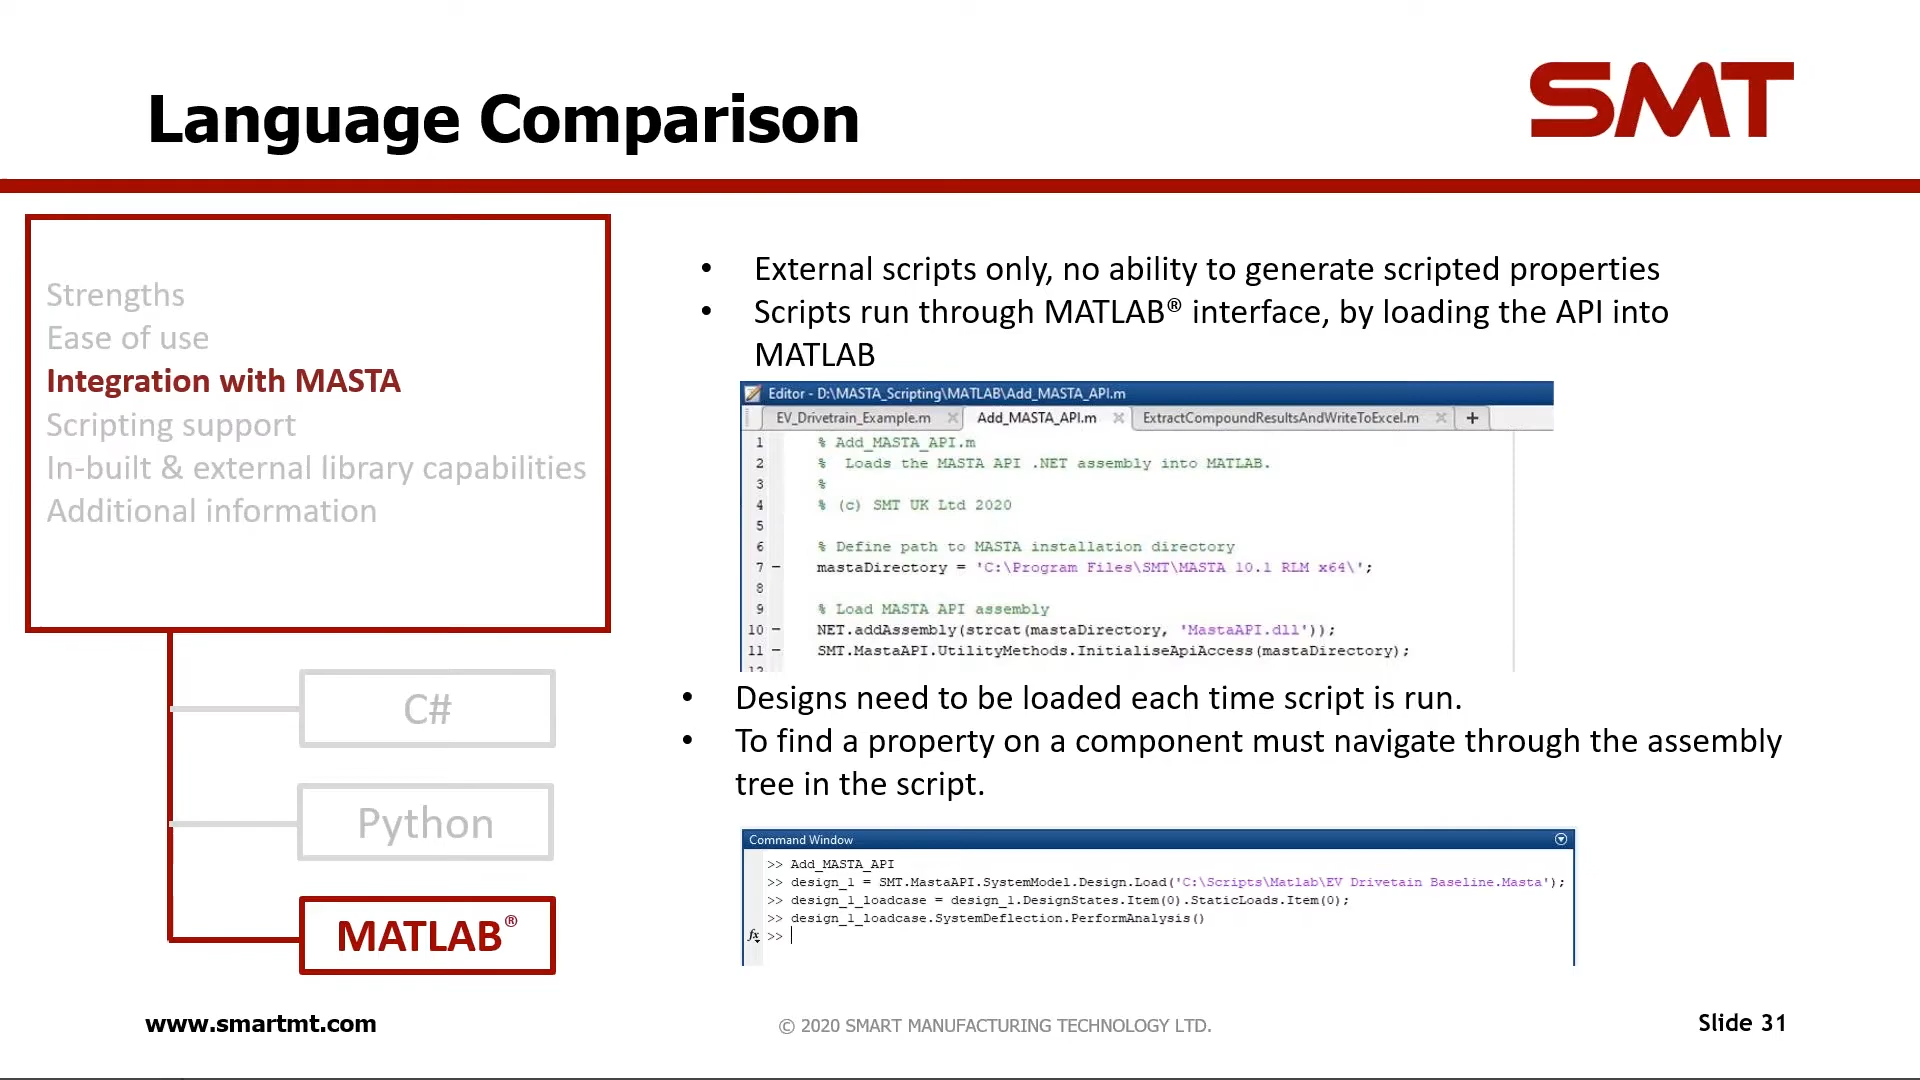 Language Comparison
SMT
Strengths
Ease of use
Integration with MASTA
Scripting support
In-built & external library capabilities
Additional information
C#
Python
MATLAB®
• External scripts only, no ability to generate scripted properties
• Scripts run through MATLAB® interface, by loading the API into
MATLAB
Editor - D:\MASTA_Scripting\MATLAB\Add_MASTA_API.m
EV_Drivetrain_Example.m × Add_MASTA_API.m × ExtractCompoundResultsAndWriteToExcel.m × +
1 % Add_MASTA_API.m
2 % Loads the MASTA API .NET assembly into MATLAB.
3 %
4 % (c) SMT UK Ltd 2020
5
6 % Define path to MASTA installation directory
7 – mastaDirectory = 'C:\Program Files\SMT\MASTA 10.1 RLM x64\';
8
9 % Load MASTA API assembly
10 – NET.addAssembly(strcat(mastaDirectory, 'MastaAPI.dll'));
11 – SMT.MastaAPI.UtilityMethods.InitialiseApiAccess(mastaDirectory);
12
• Designs need to be loaded each time script is run.
• To find a property on a component must navigate through the assembly
tree in the script.
Command Window
>> Add_MASTA_API
>> design_1 = SMT.MastaAPI.SystemModel.Design.Load('C:\Scripts\Matlab\EV Drivetain Baseline.Masta');
>> design_1_loadcase = design_1.DesignStates.Item(0).StaticLoads.Item(0);
>> design_1_loadcase.SystemDeflection.PerformAnalysis()
fx >>
www.smartmt.com
© 2020 SMART MANUFACTURING TECHNOLOGY LTD.
Slide 31